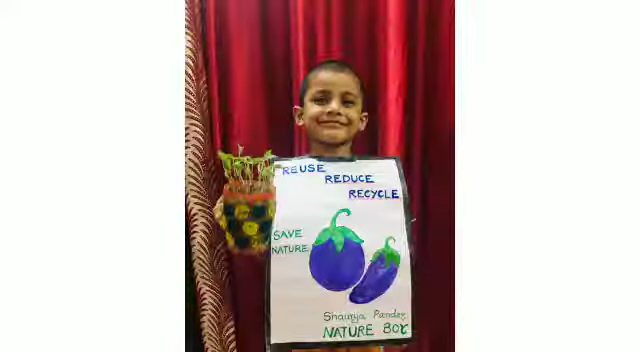 REUSE
REDUCE
RECYCLE
SAVE
NATURE
Shaurya Pandey
NATURE BOY